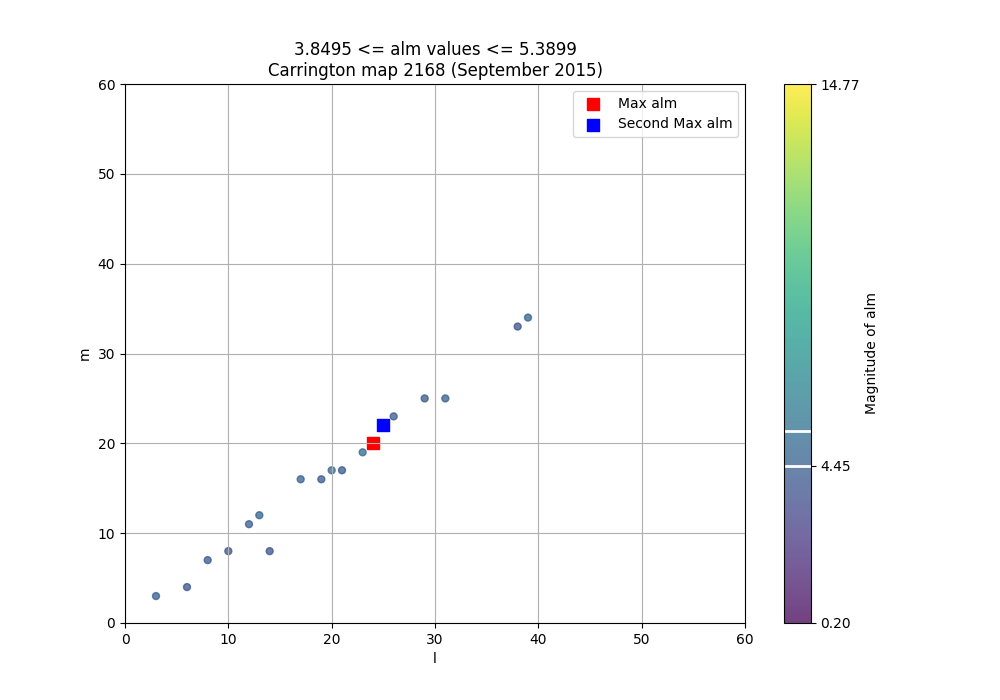 3.8495 <= alm values <= 5.3899
Carrington map 2168 (September 2015)
Max alm
Second Max alm
60
50
40
30
20
10
0
m
0 10 20 30 40 50 60
l
14.77
4.45
0.20
Magnitude of alm